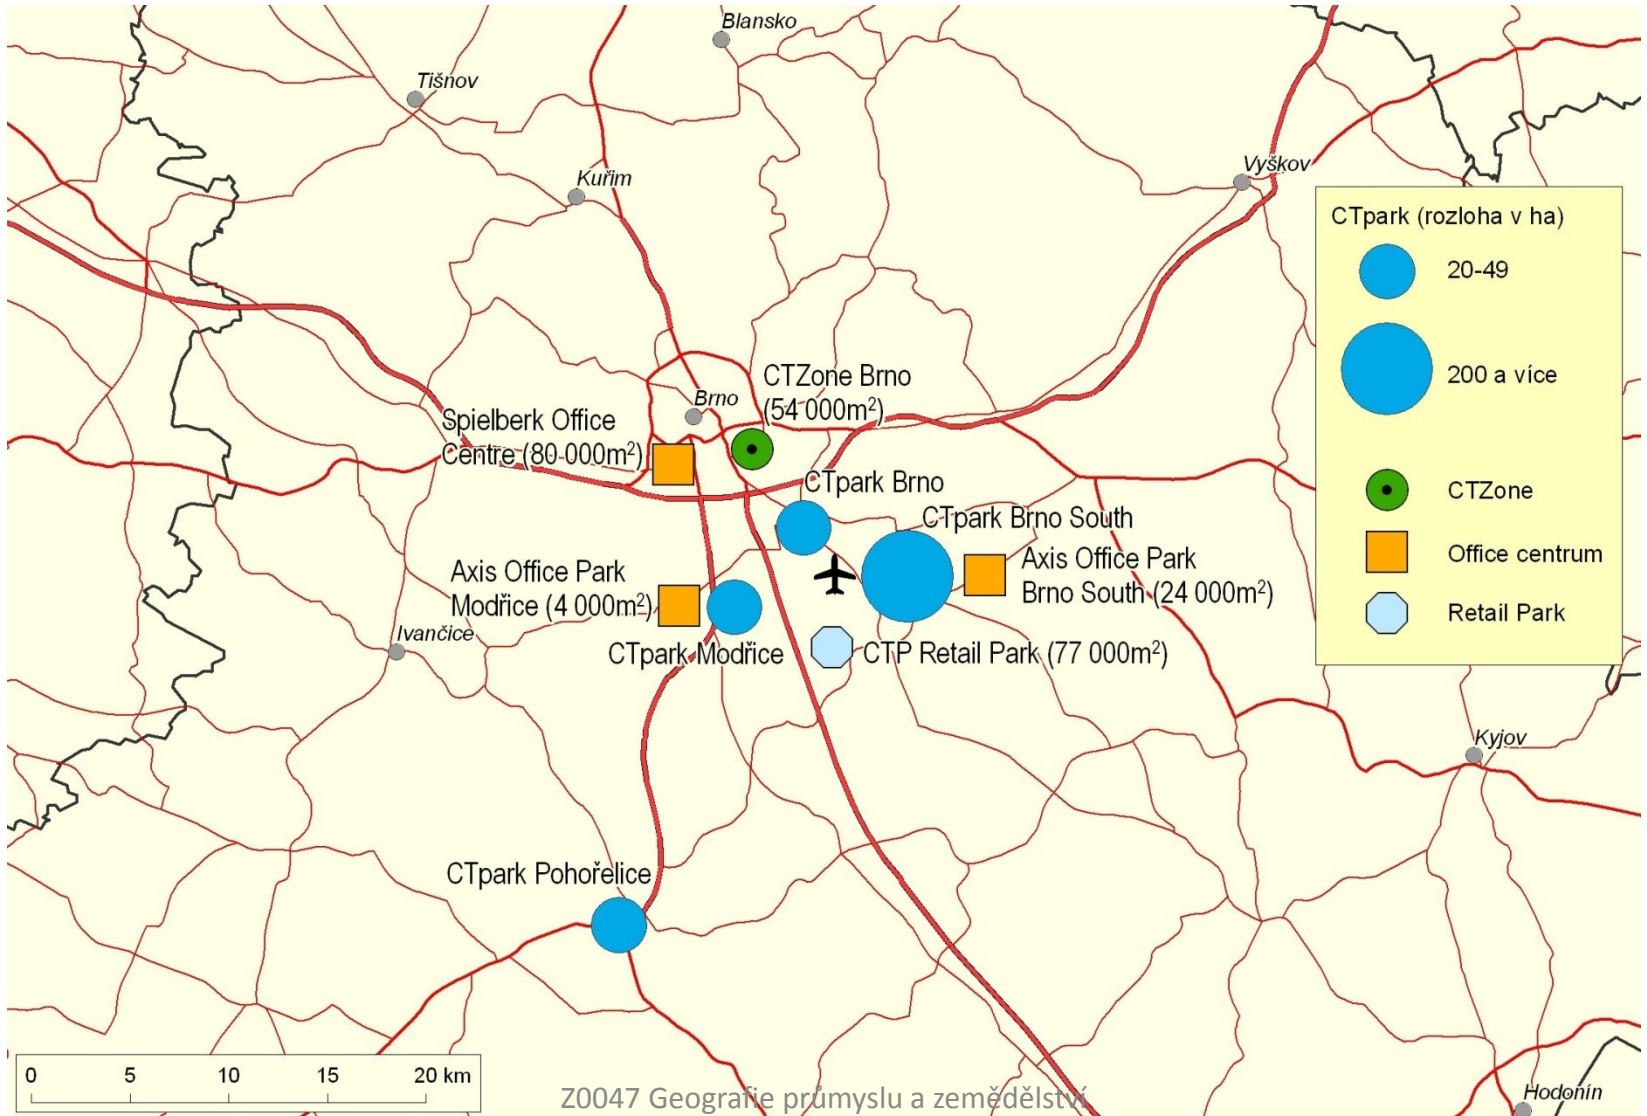 Blansko
Tišnov
Kuřim
Vyškov
CTpark (rozloha v ha)
20-49
200 a více
CTZone
Office centrum
Retail Park
CTZone Brno
(54 000m²)
Brno
Spielberk Office
Centre (80 000m²)
CTpark Brno
CTpark Brno South
Axis Office Park
Brno South (24 000m²)
Axis Office Park
Modřice (4 000m²)
Ivančice
CTpark Modřice
CTP Retail Park (77 000m²)
Kyjov
CTpark Pohořelice
0 5 10 15 20 km
Z0047 Geografie průmyslu a zemědělství
Hodonín